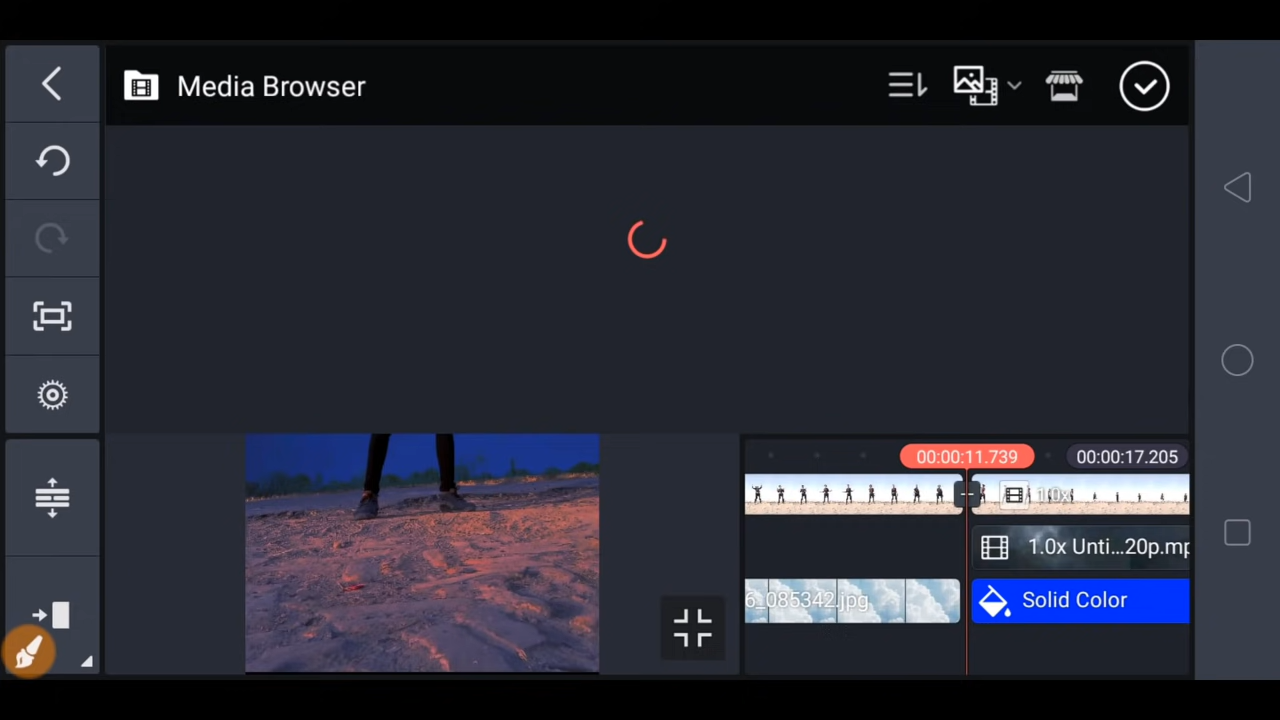 Media Browser
00:00:11.739
00:00:17.205
1.0x
1.0x Unti...20p.mp
6_085342.jpg
Solid Color